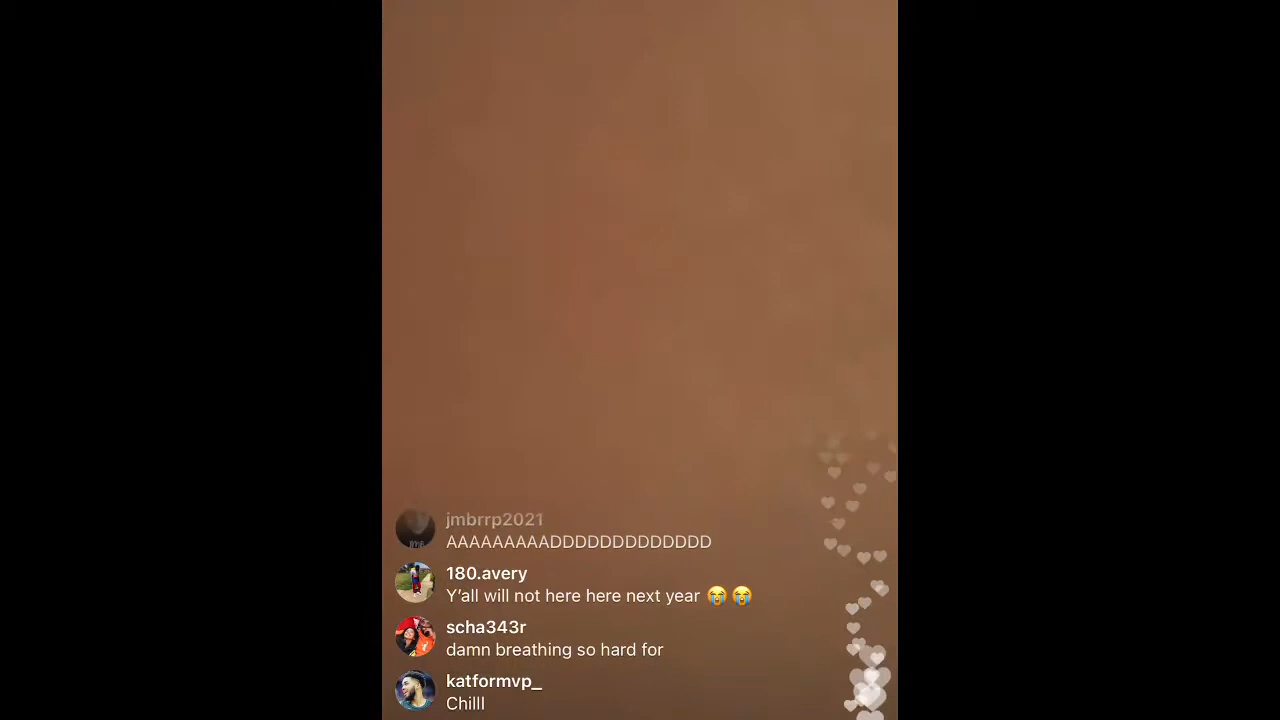 jmbrrp2021
AAAAAAAAADDDDDDDDDDDDD
180.avery
Y’all will not here here next year 😭😭
scha343r
damn breathing so hard for
katformvp_
Chilll